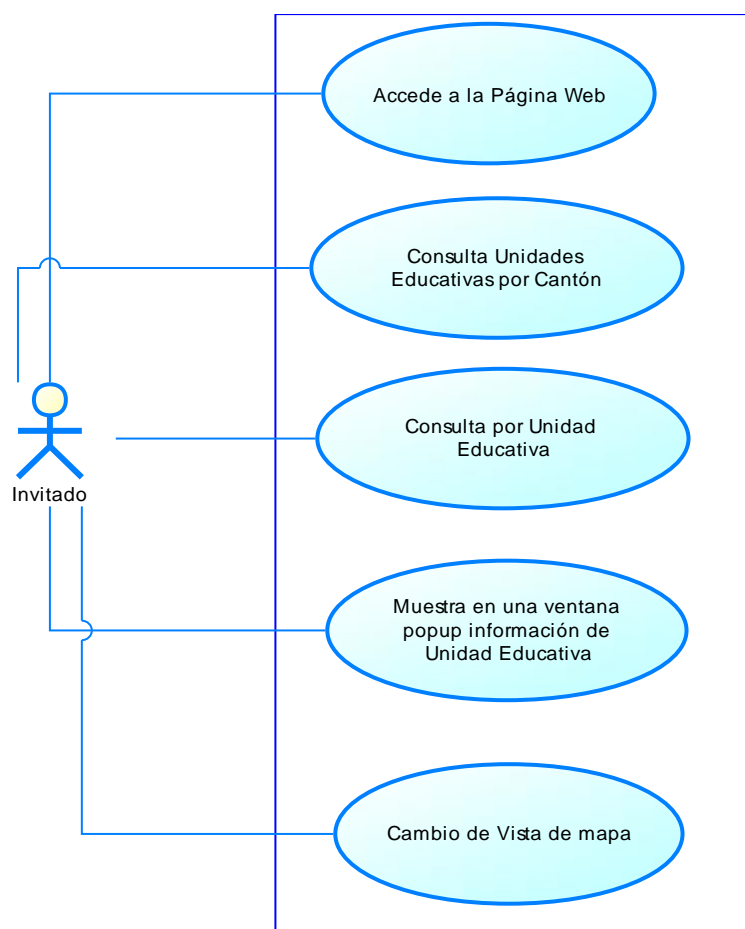 Accede a la Página Web
Consulta Unidades
Educativas por Cantón
Consulta por Unidad
Educativa
Invitado
Muestra en una ventana
popup información de
Unidad Educativa
Cambio de Vista de mapa